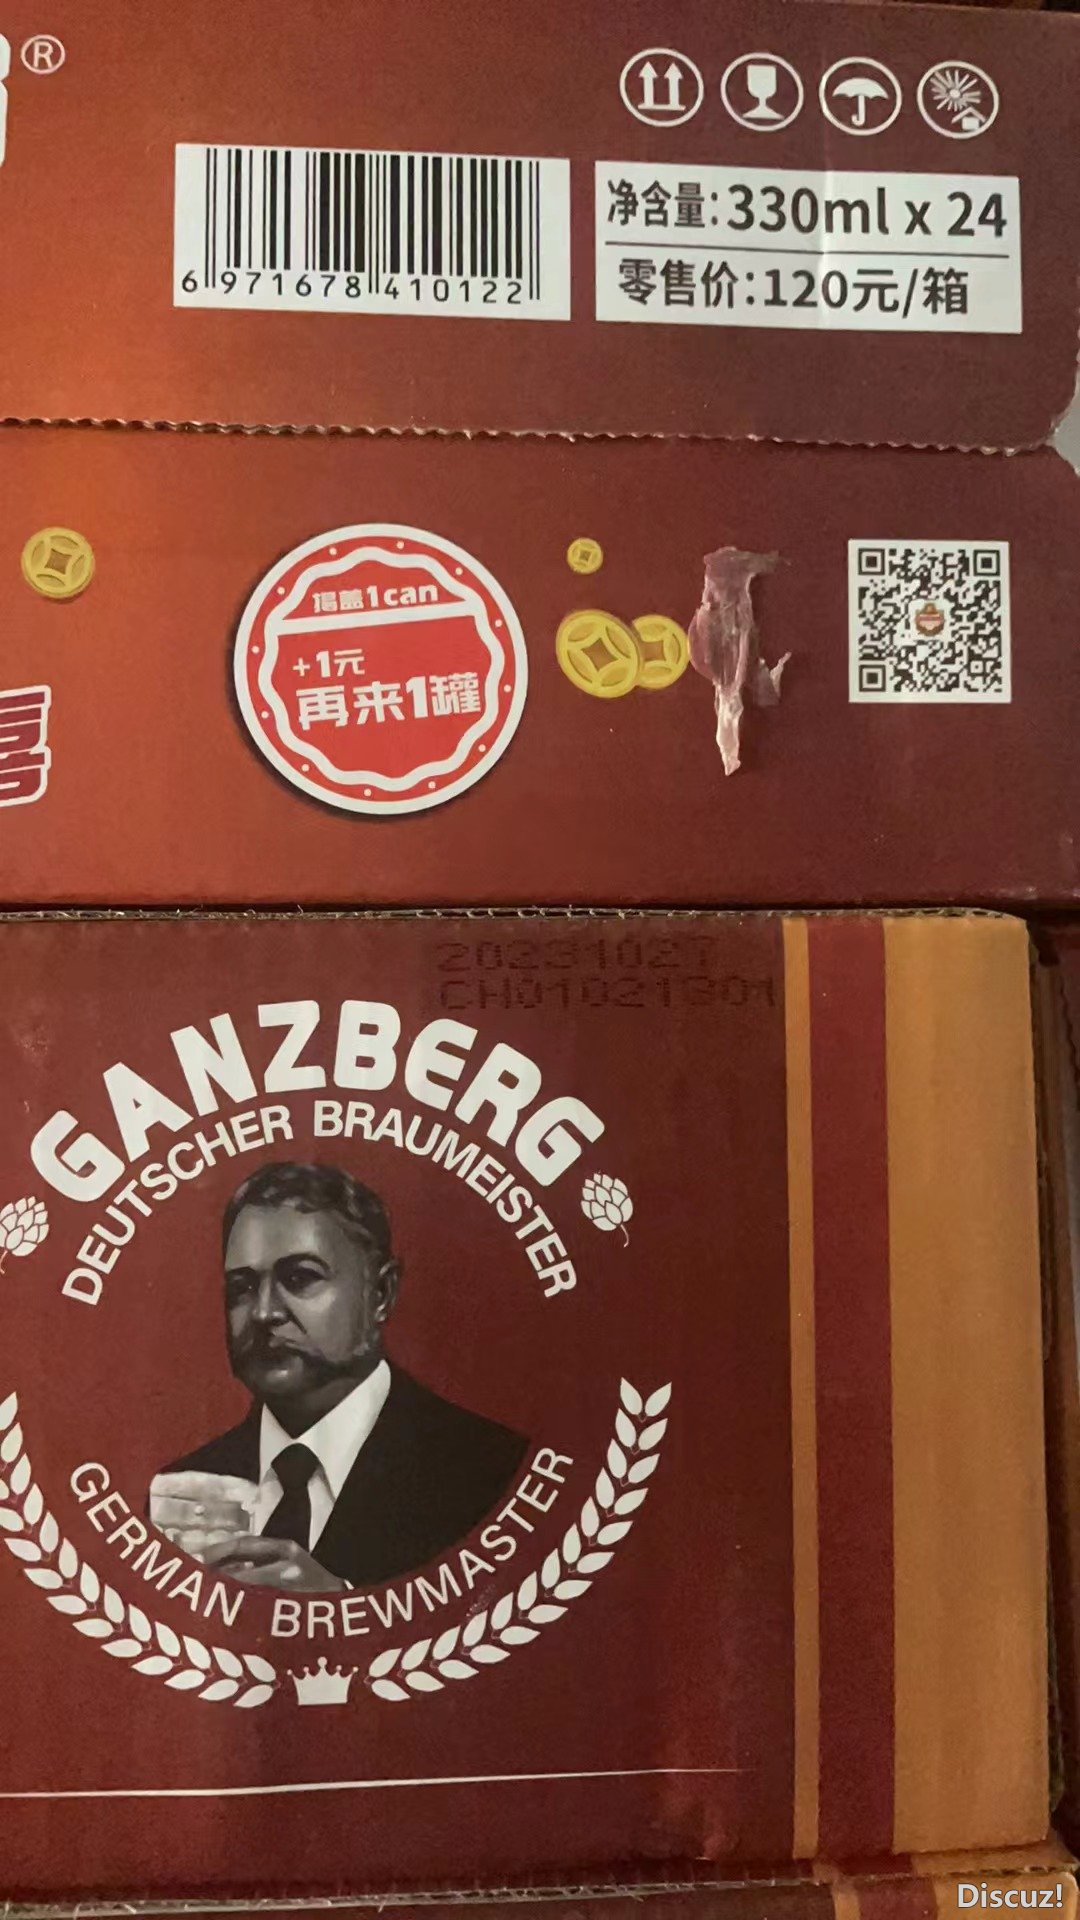 ®
净含量:330ml x 24
零售价:120元/箱
6 971678 410122
揭盖1can
+1元
再来1罐
20231027
CH01021301
GANZBERG
DEUTSCHER BRAUMEISTER
GERMAN BREWMASTER
Discuz!